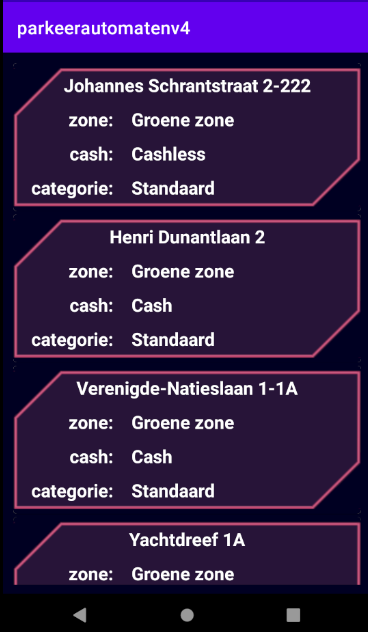 parkeerautomatenv4
Johannes Schrantstraat 2-222
zone: Groene zone
cash: Cashless
categorie: Standaard
Henri Dunantlaan 2
zone: Groene zone
cash: Cash
categorie: Standaard
Verenigde-Natieslaan 1-1A
zone: Groene zone
cash: Cash
categorie: Standaard
Yachtdreef 1A
zone: Groene zone